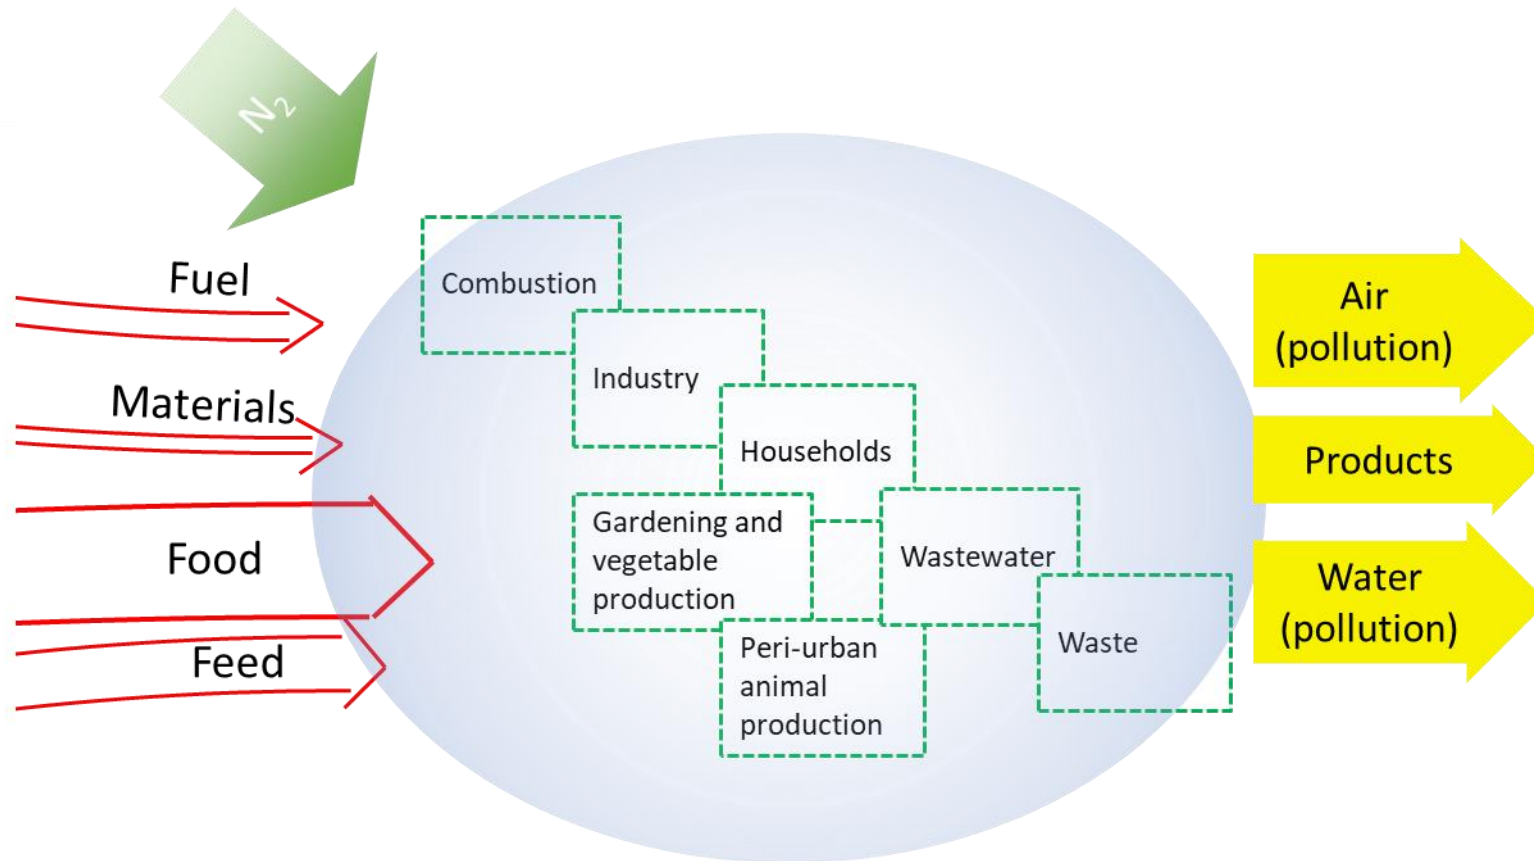 N₂
Fuel
Materials
Food
Feed
Combustion
Industry
Households
Gardening and
vegetable
production
Wastewater
Peri-urban
animal
production
Waste
Air
(pollution)
Products
Water
(pollution)